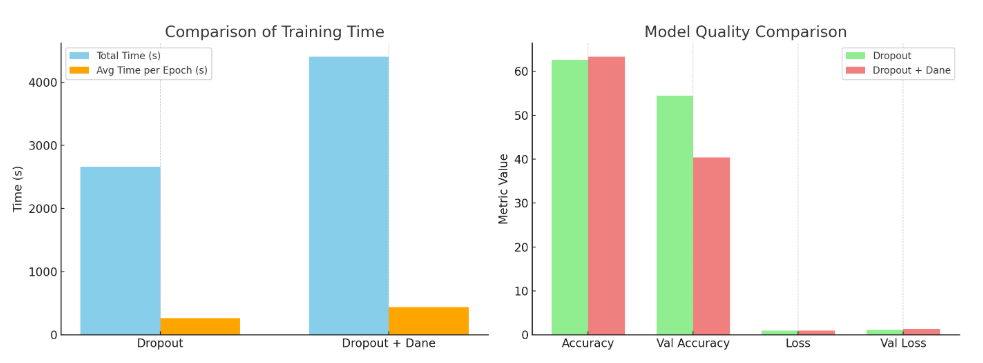 Comparison of Training Time
Total Time (s)
Avg Time per Epoch (s)
Time (s)
4000
3000
2000
1000
0
Dropout
Dropout + Dane
Model Quality Comparison
Dropout
Dropout + Dane
Metric Value
60
50
40
30
20
10
0
Accuracy
Val Accuracy
Loss
Val Loss